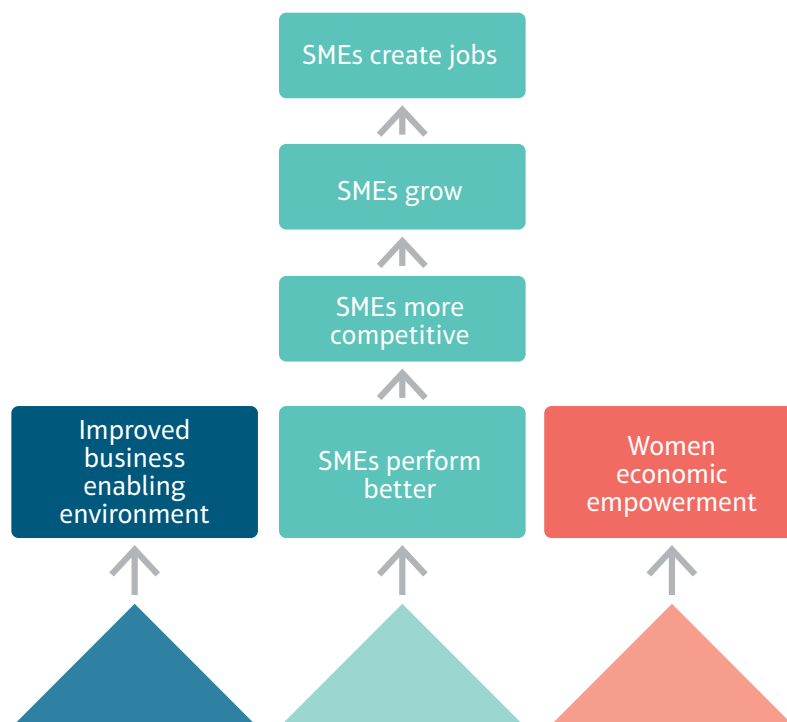 SMEs create jobs
SMEs grow
SMEs more
competitive
Improved
business
enabling
environment
SMEs perform
better
Women
economic
empowerment